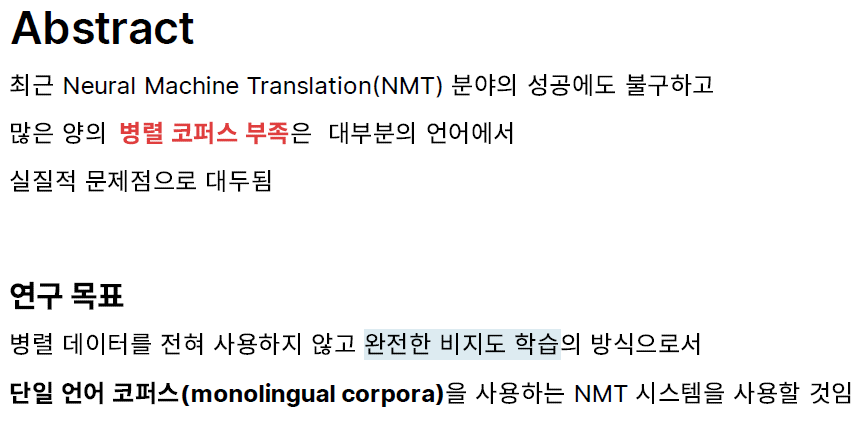 Abstract
최근 Neural Machine Translation(NMT) 분야의 성공에도 불구하고
많은 양의 병렬 코퍼스 부족은 대부분의 언어에서
실질적 문제점으로 대두됨
연구 목표
병렬 데이터를 전혀 사용하지 않고 완전한 비지도 학습의 방식으로서
단일 언어 코퍼스(monolingual corpora)을 사용하는 NMT 시스템을 사용할 것임